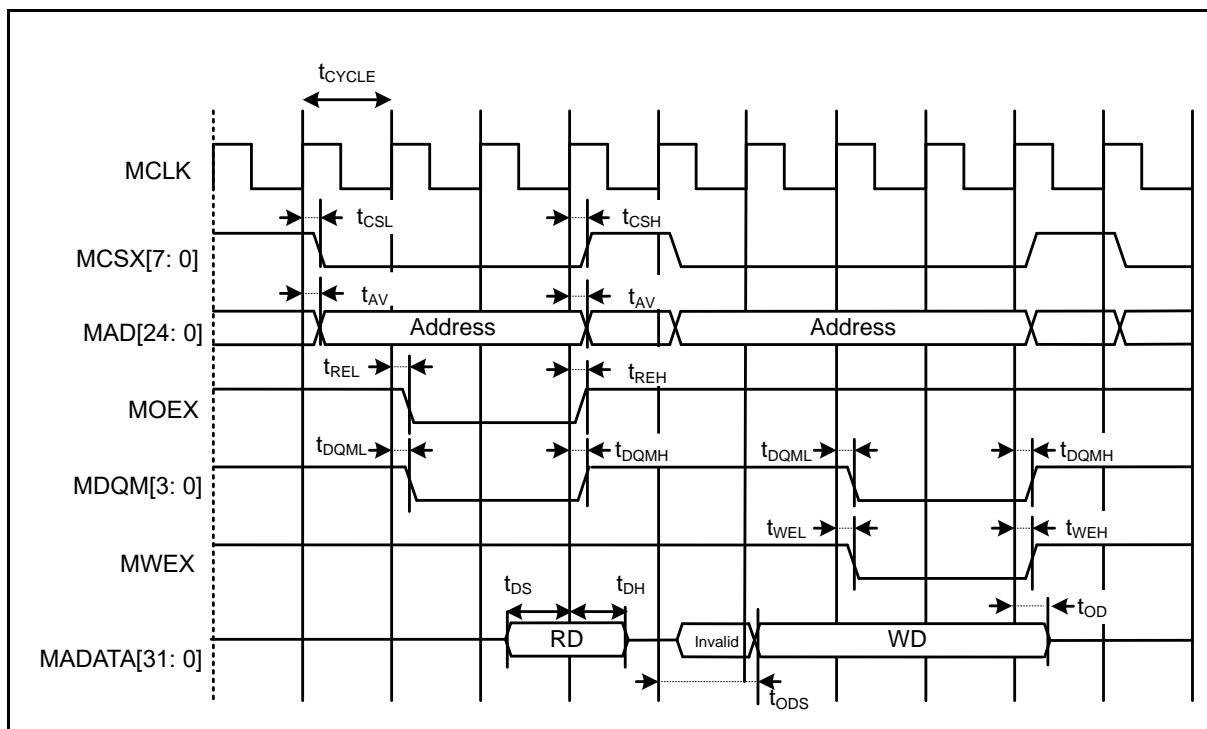 tCYCLE
MCLK
tCSL
tCSH
MCSX[7: 0]
tAV
tAV
MAD[24: 0]
Address
Address
tREL
tREH
MOEX
tDQML
tDQMH
tDQML
tDQMH
MDQM[3: 0]
tWEL
tWEH
MWEX
tDS
tDH
tOD
MADATA[31: 0]
RD
Invalid
WD
tODS